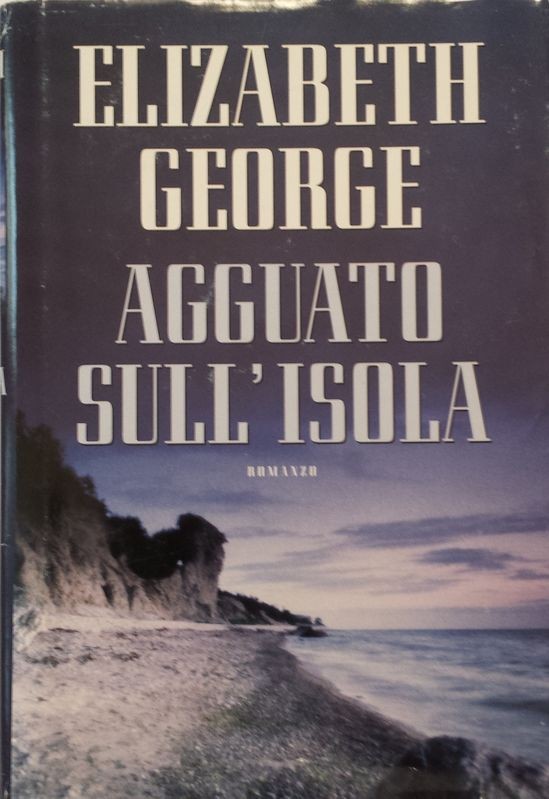 ELIZABETH
GEORGE
AGGUATO
SULL'ISOLA
ROMANZO